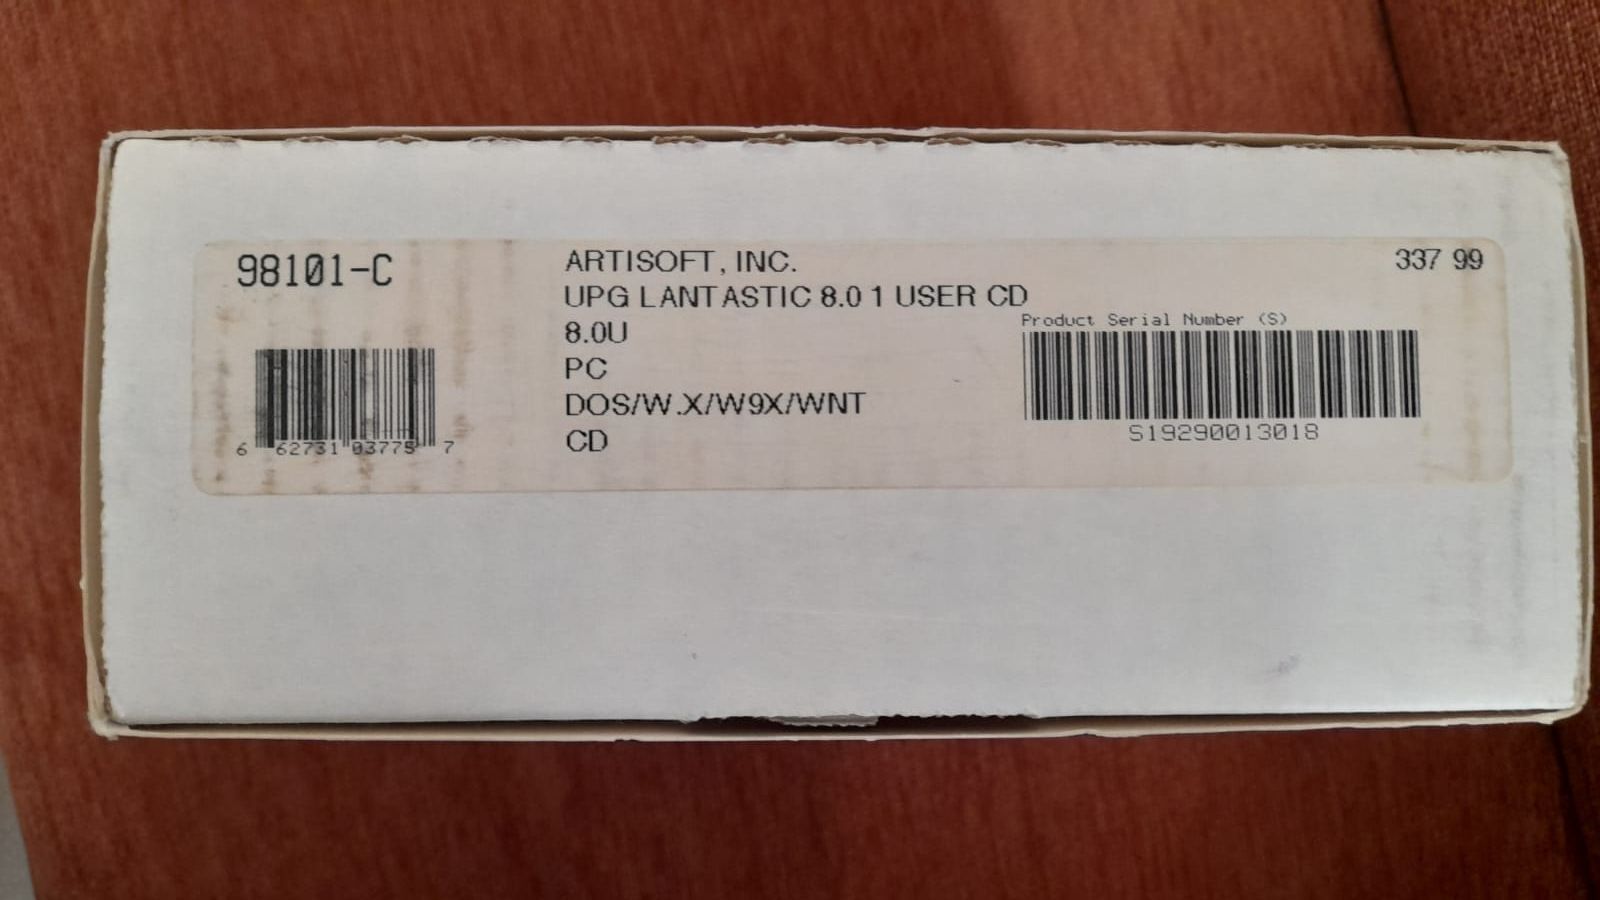 98101-C
6 62731 03775 7
ARTISOFT, INC.
UPG LANTASTIC 8.0 1 USER CD
8.0U
PC
DOS/W.X/W9X/WNT
CD
337 99
Product Serial Number (S)
S19290013018